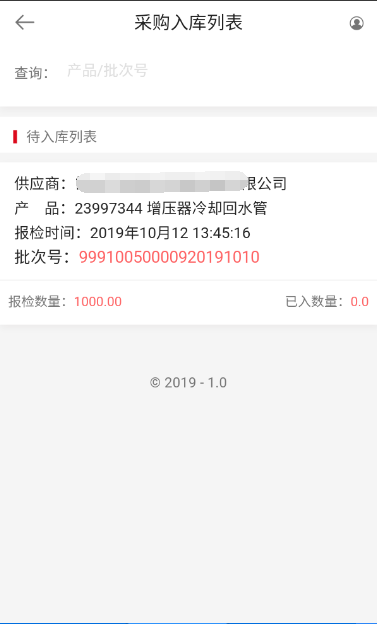 采购入库列表
查询： 产品/批次号
待入库列表
供应商： 限公司
产 品：23997344 增压器冷却回水管
报检时间：2019年10月12 13:45:16
批次号：99910050000920191010
报检数量：1000.00 已入数量：0.0
© 2019 - 1.0